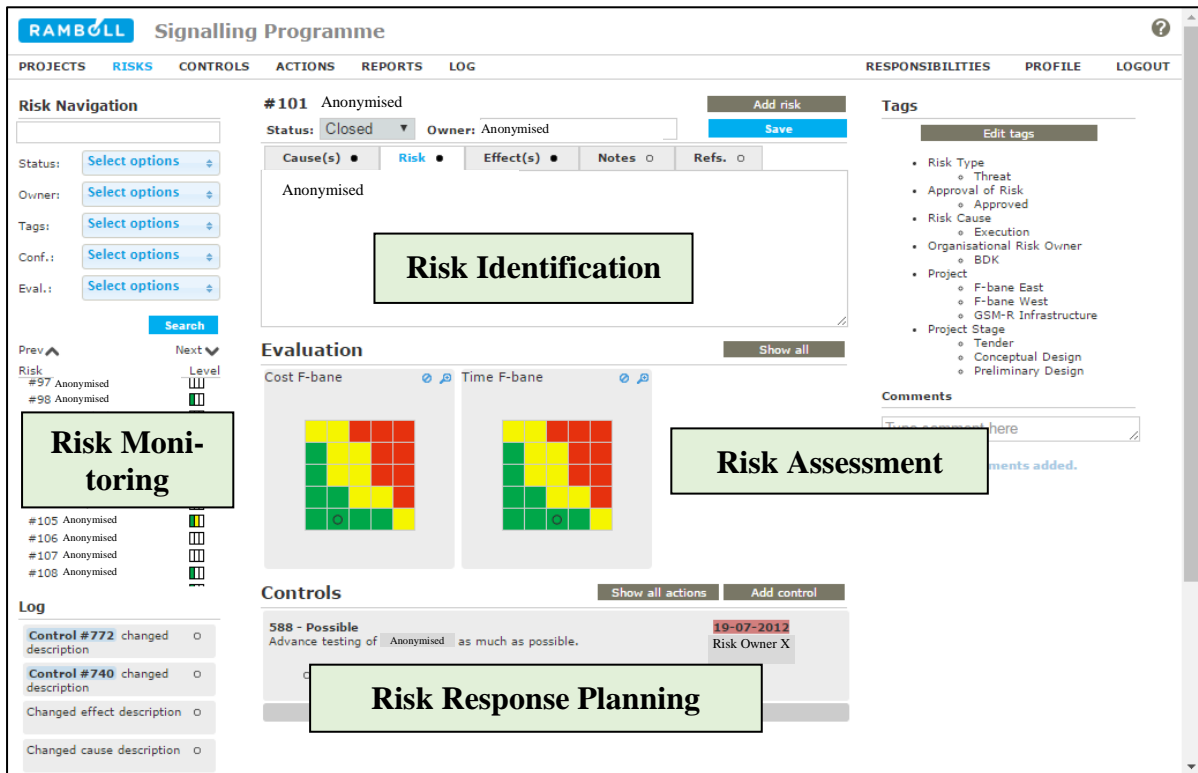 RAMBOLL Signalling Programme
PROJECTS RISKS CONTROLS ACTIONS REPORTS LOG RESPONSIBILITIES PROFILE LOGOUT
Risk Navigation
Status: Select options
Owner: Select options
Tags: Select options
Conf.: Select options
Eval.: Select options
Search
Prev Next
Risk Level
#97 Anonymised
#98 Anonymised
Risk Moni-
toring
#105 Anonymised
#106 Anonymised
#107 Anonymised
#108 Anonymised
Log
Control #772 changed
description
Control #740 changed
description
Changed effect description
Changed cause description
#101 Anonymised Add risk
Status: Closed Owner: Anonymised Save
Cause(s) Risk Effect(s) Notes Refs.
Anonymised
Risk Identification
Evaluation Show all
Cost F-bane Time F-bane
Risk Assessment
Controls Show all actions Add control
588 - Possible 19-07-2012
Advance testing of Anonymised as much as possible. Risk Owner X
Risk Response Planning
Tags
Edit tags
Risk Type
Threat
Approval of Risk
Approved
Risk Cause
Execution
Organisational Risk Owner
BDK
Project
F-bane East
F-bane West
GSM-R Infrastructure
Project Stage
Tender
Conceptual Design
Preliminary Design
Comments
Type comment here
added.